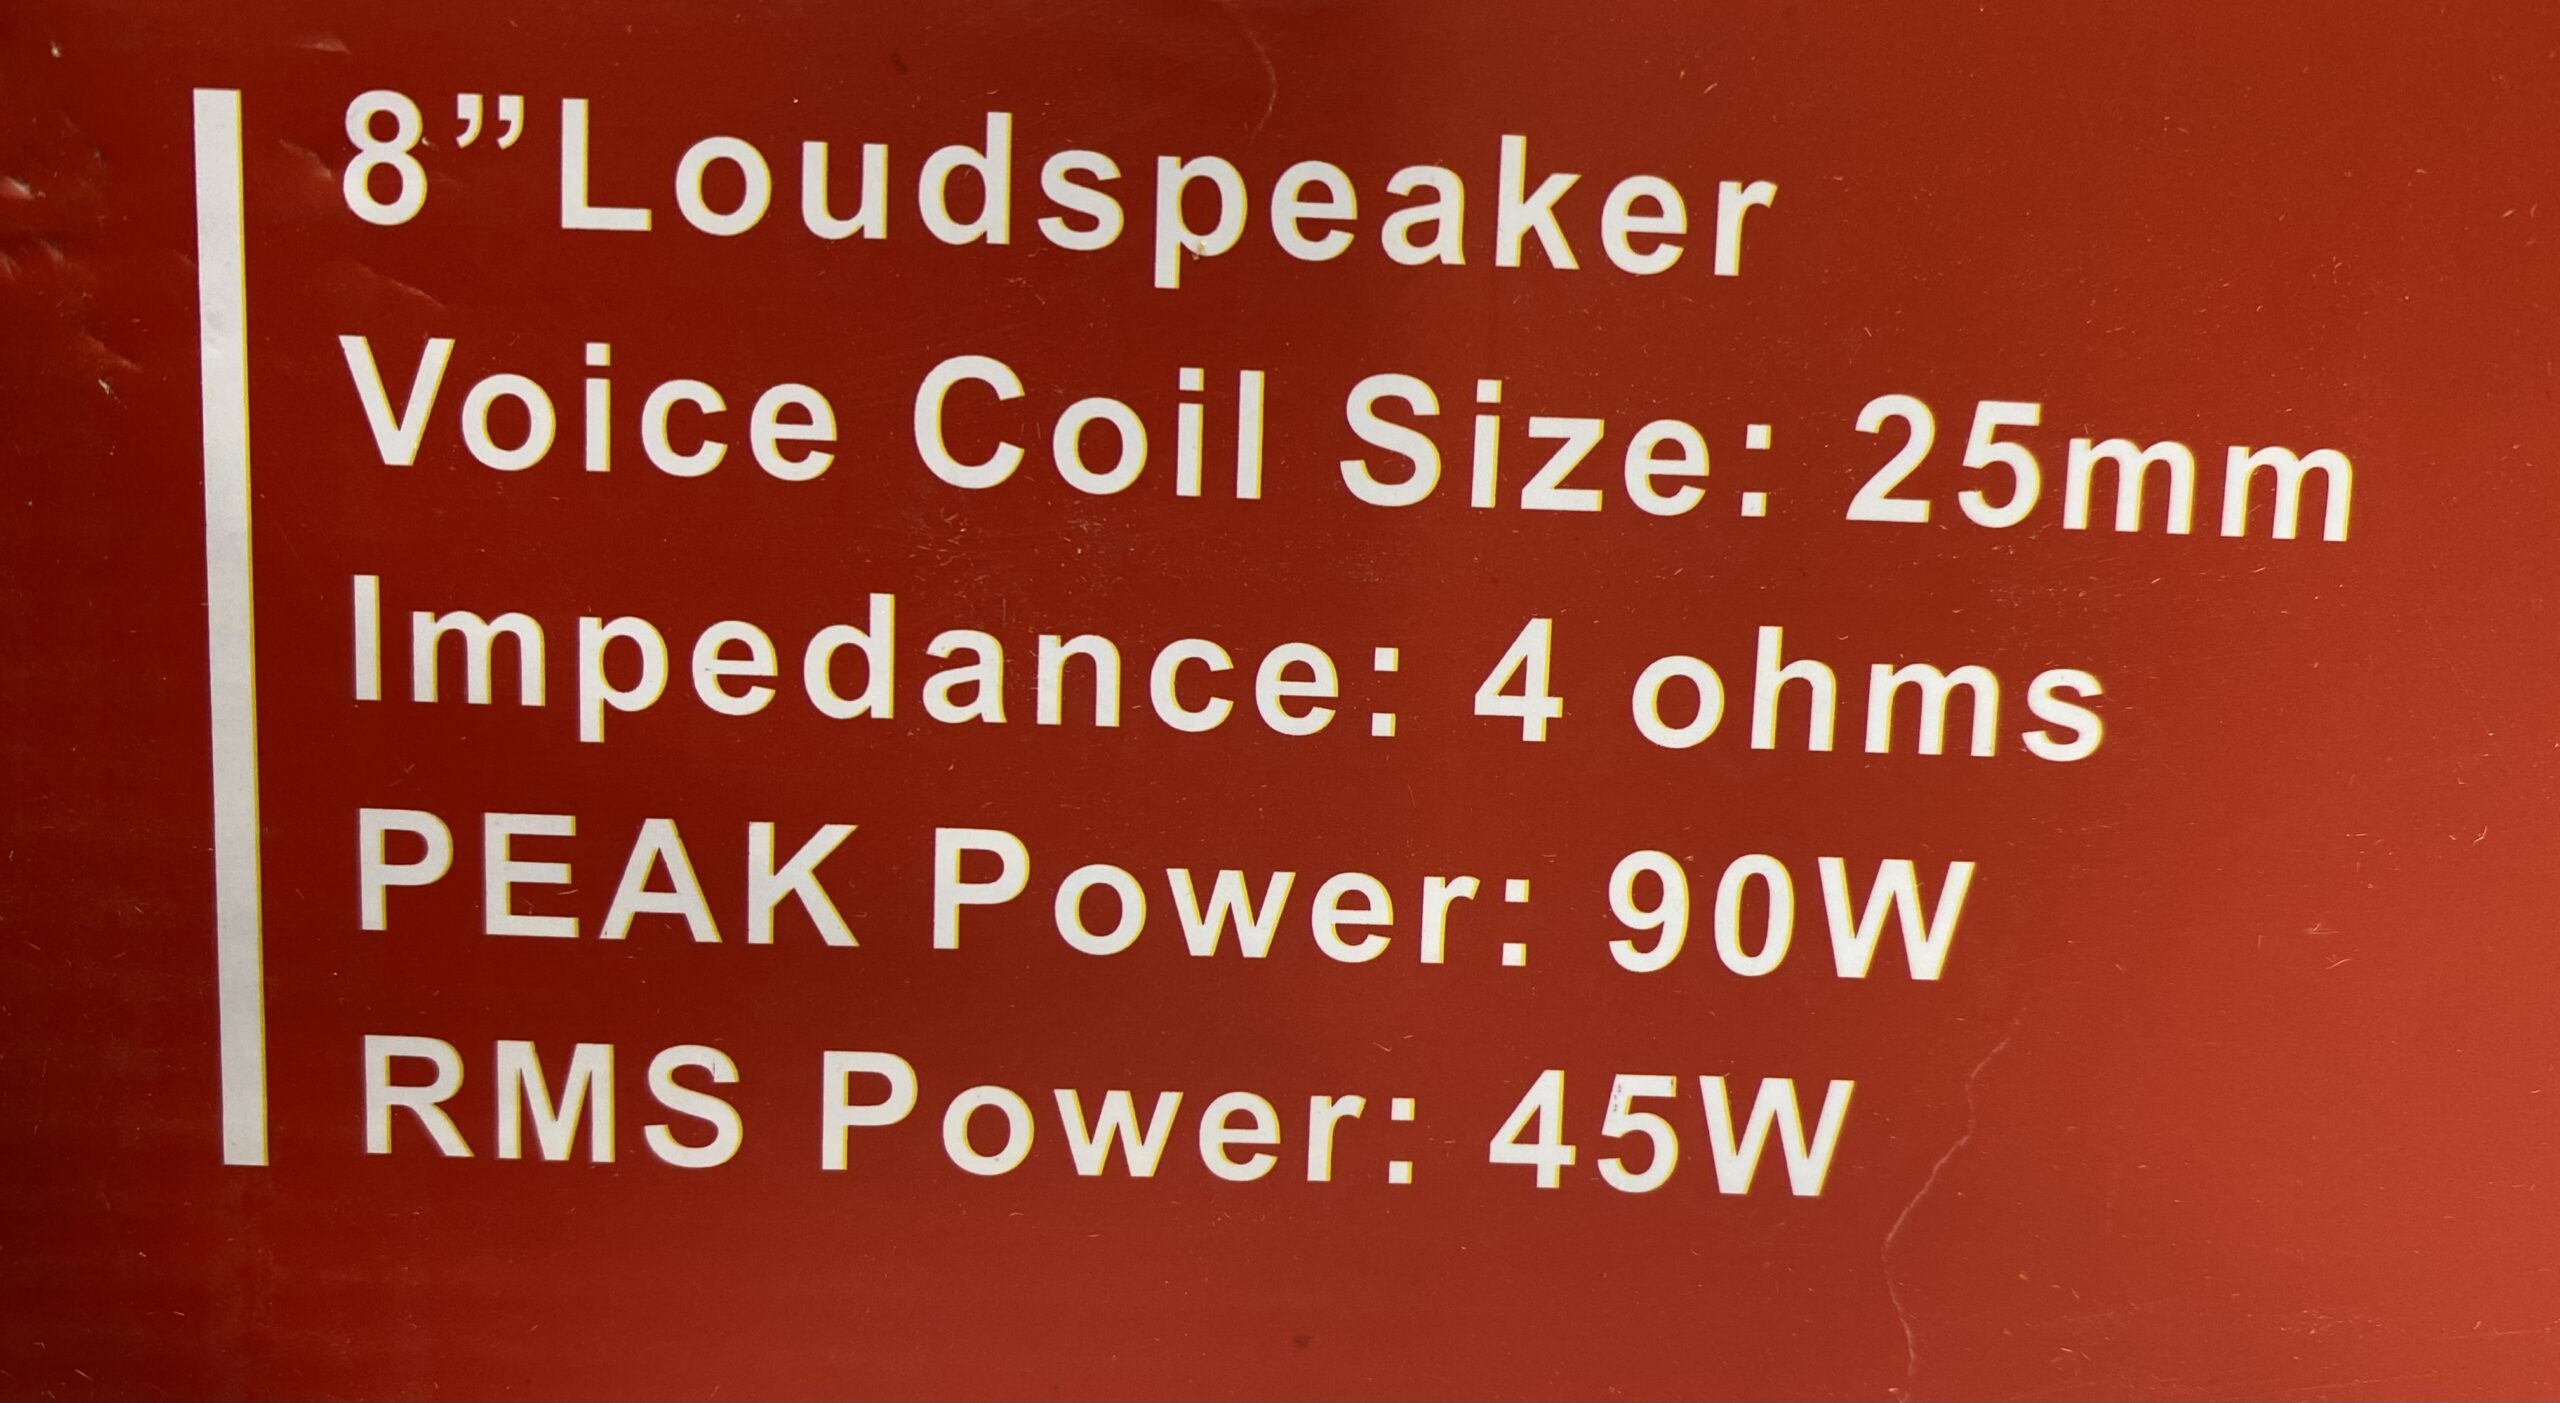 8”Loudspeaker
Voice Coil Size: 25mm
Impedance: 4 ohms
PEAK Power: 90W
RMS Power: 45W